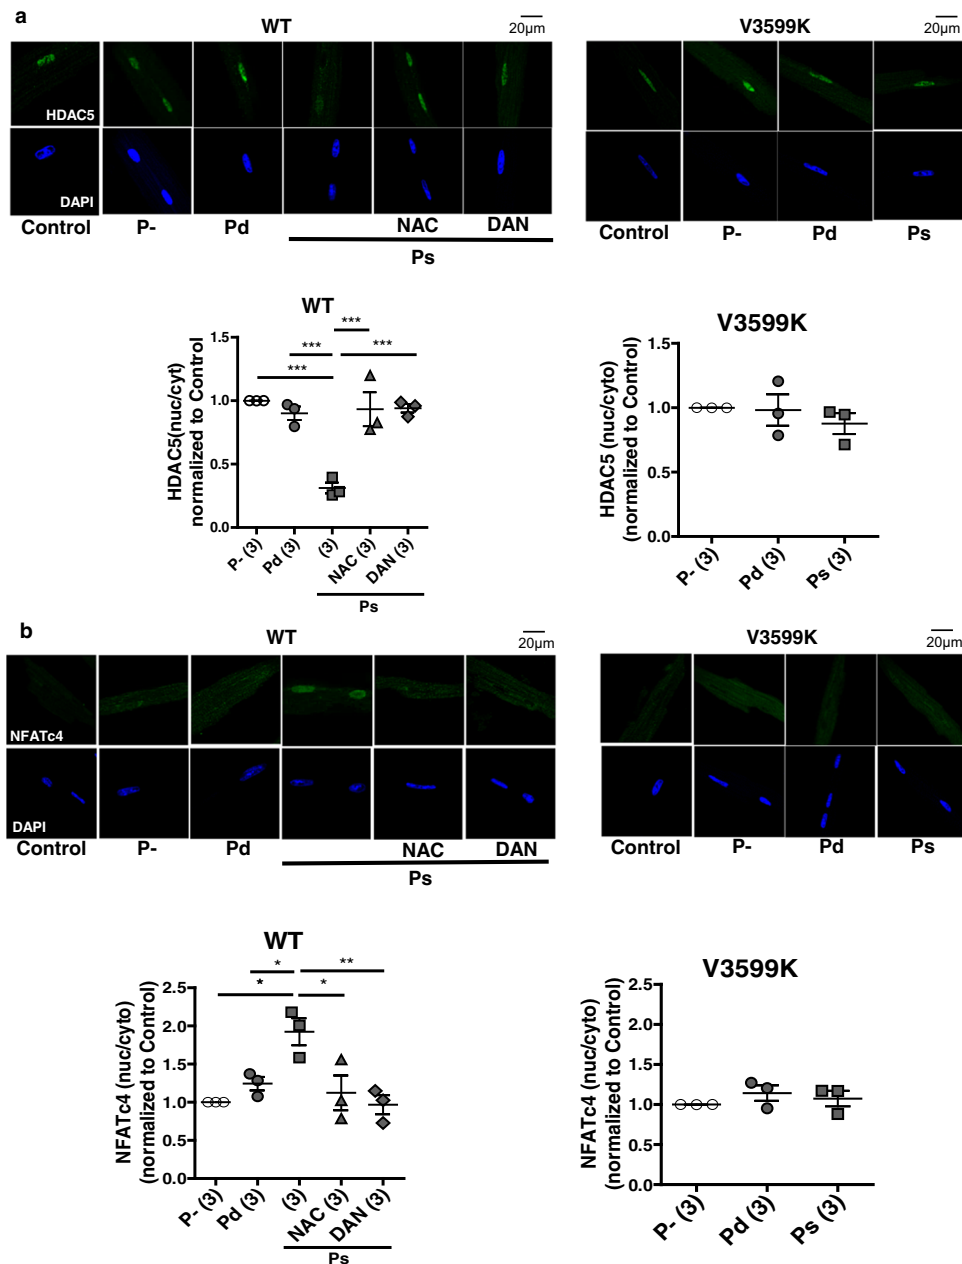 a
WT
20μm
V3599K
20μm
HDAC5
DAPI
Control P- Pd NAC DAN
Ps
Control P- Pd Ps
WT
HDAC5(nuc/cyt)
normalized to Control
1.5
1.0
0.5
0.0
***
***
***
***
P- (3) Pd (3) (3) NAC (3) DAN (3)
Ps
V3599K
HDAC5 (nuc/cyto)
(normalized to Control)
1.5
1.0
0.5
0.0
P- (3) Pd (3) Ps (3)
b
WT
20μm
V3599K
20μm
NFATc4
DAPI
Control P- Pd NAC DAN
Ps
Control P- Pd Ps
WT
NFATc4 (nuc/cyto)
(normalized to Control)
2.5
2.0
1.5
1.0
0.5
0.0
* **
* *
P- (3) Pd (3) (3) NAC (3) DAN (3)
Ps
V3599K
NFATc4 (nuc/cyto)
(normalized to Control)
2.5
2.0
1.5
1.0
0.5
0.0
P- (3) Pd (3) Ps (3)